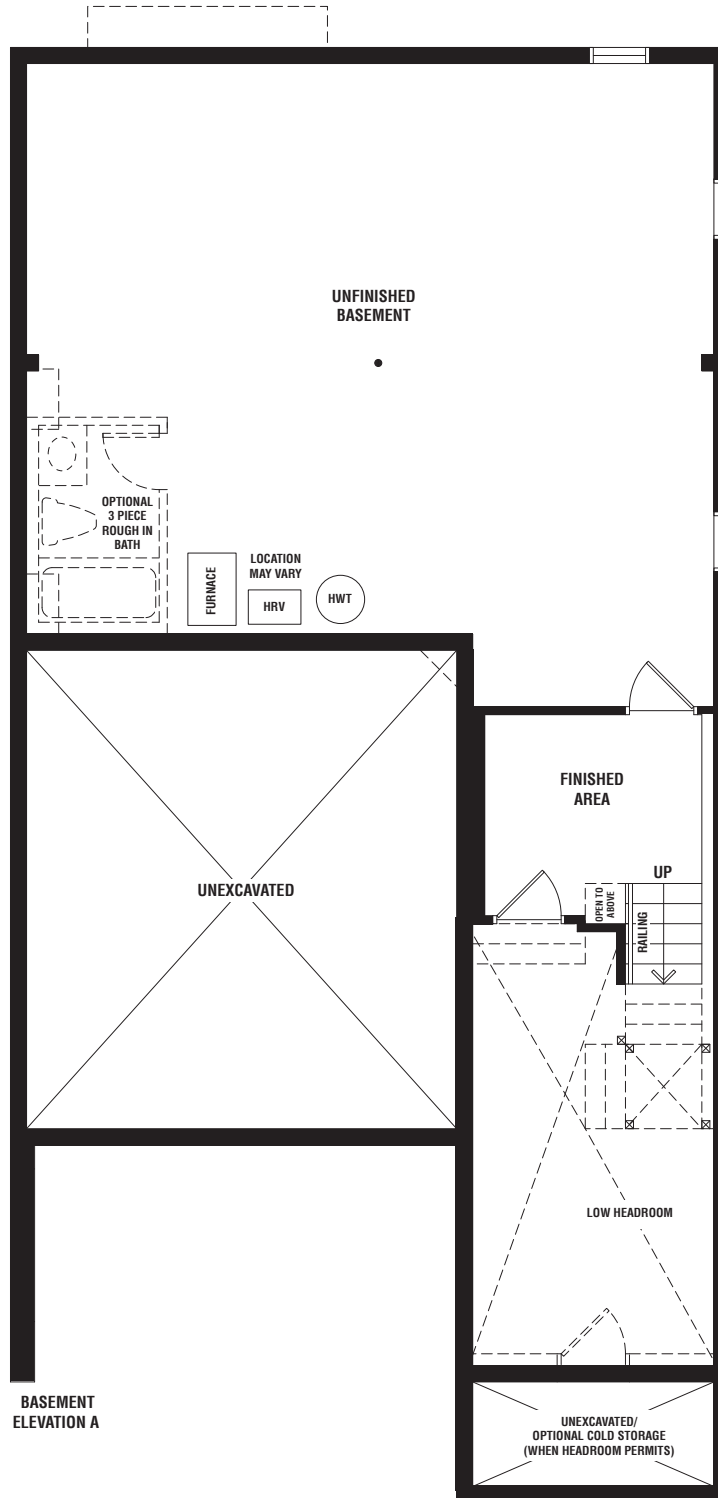 UNFINISHED
BASEMENT
OPTIONAL
3 PIECE
ROUGH IN
BATH
FURNACE
LOCATION
MAY VARY
HRV
HWT
FINISHED
AREA
UNEXCAVATED
UP
OPEN TO
ABOVE
RAILING
LOW HEADROOM
BASEMENT
ELEVATION A
UNEXCAVATED/
OPTIONAL COLD STORAGE
(WHEN HEADROOM PERMITS)